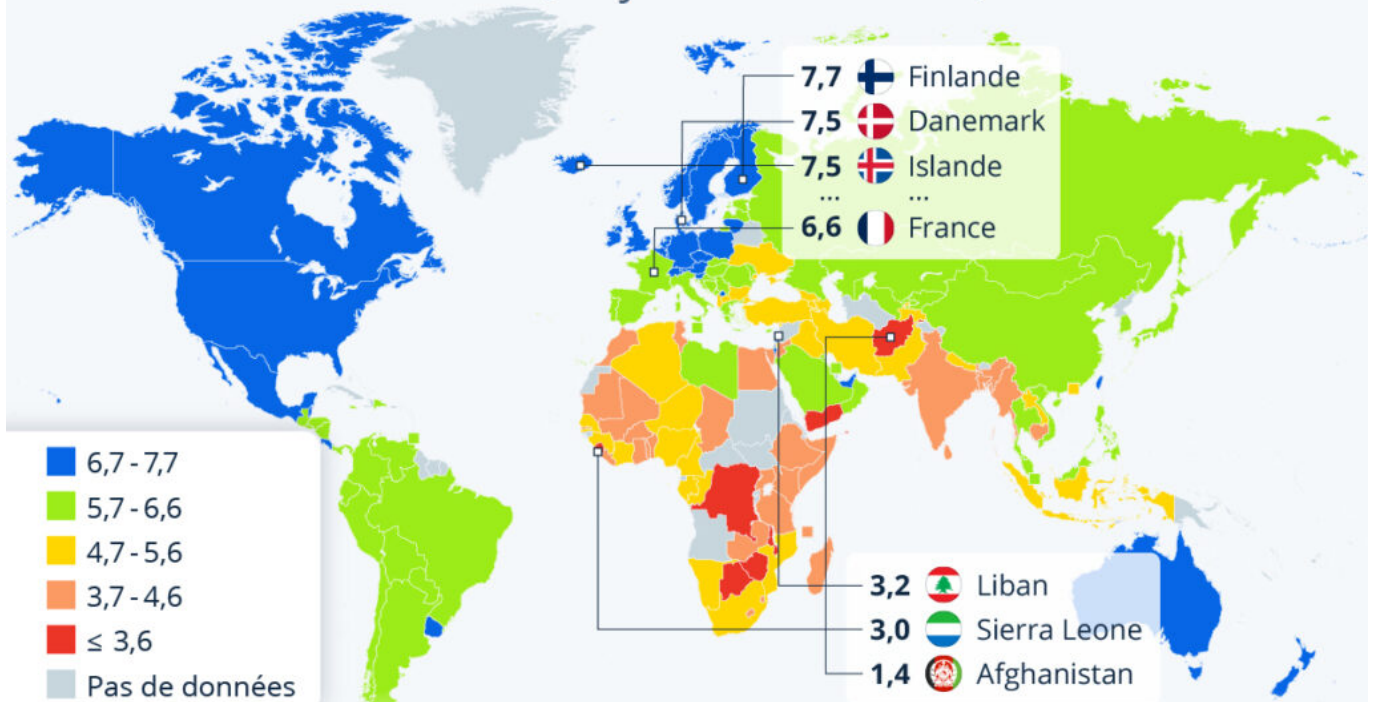 7,7 Finlande
7,5 Danemark
7,5 Islande
... ...
6,6 France
6,7 - 7,7
5,7 - 6,6
4,7 - 5,6
3,7 - 4,6
≤ 3,6
Pas de données
3,2 Liban
3,0 Sierra Leone
1,4 Afghanistan